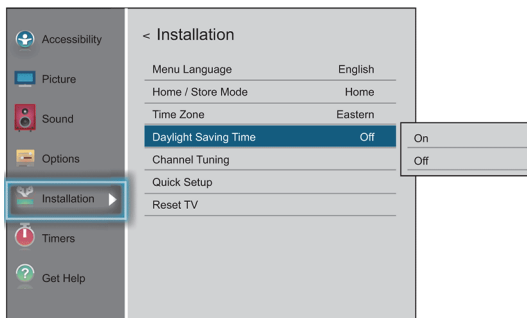 Accessibility
Picture
Sound
Options
Installation
Timers
Get Help
< Installation
Menu Language English
Home / Store Mode Home
Time Zone Eastern
Daylight Saving Time Off
Channel Tuning
Quick Setup
Reset TV
On
Off